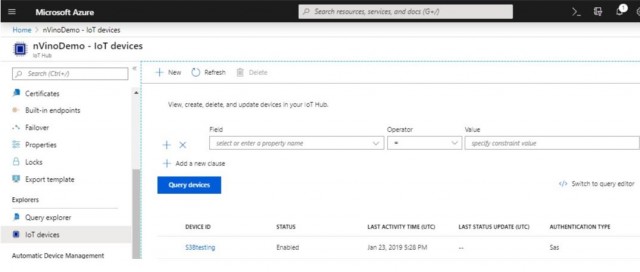 Microsoft Azure
Search resources, services, and docs (G+/)
1
Home > nVinoDemo - IoT devices
nVinoDemo - IoT devices
IoT Hub
Search (Ctrl+/)
«
New
Refresh
Delete
Certificates
Built-in endpoints
Failover
Properties
Locks
Export template
Explorers
Query explorer
IoT devices
Automatic Device Management
View, create, delete, and update devices in your IoT Hub.
Field
Operator
Value
select or enter a property name
=
specify constraint value
Add a new clause
Query devices
</> Switch to query editor
DEVICE ID
STATUS
LAST ACTIVITY TIME (UTC)
LAST STATUS UPDATE (UTC)
AUTHENTICATION TYPE
Enabled
Jan 23, 2019 5:28 PM
--
Sas